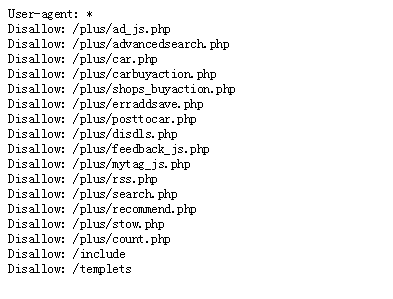 User-agent: *
Disallow: /plus/ad_js.php
Disallow: /plus/advancedsearch.php
Disallow: /plus/car.php
Disallow: /plus/carbuyaction.php
Disallow: /plus/shops_buyaction.php
Disallow: /plus/erraddsave.php
Disallow: /plus/posttocar.php
Disallow: /plus/disdls.php
Disallow: /plus/feedback_js.php
Disallow: /plus/mytag_js.php
Disallow: /plus/rss.php
Disallow: /plus/search.php
Disallow: /plus/recommend.php
Disallow: /plus/stow.php
Disallow: /plus/count.php
Disallow: /include
Disallow: /templets